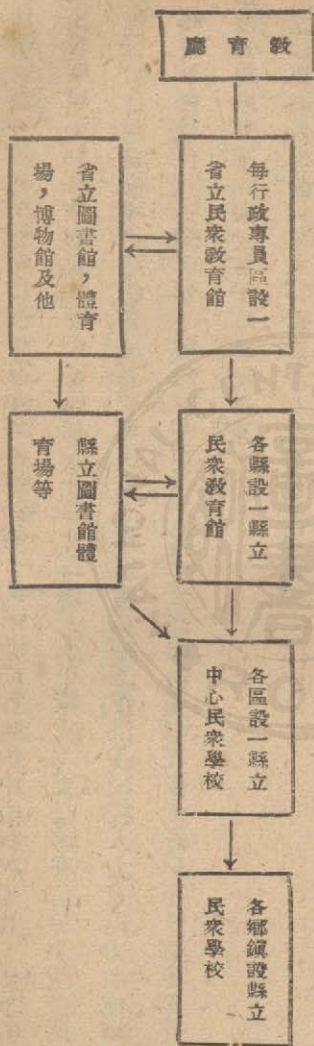 教育廳
每行政專員區設一
省立民衆敎育館
省立圖書館，體育
場，博物館及他
各縣設一縣立
民衆敎育館
縣立圖書館體
育場等
各區設一縣立
中心民衆學校
各鄉鎭設縣立
民衆學校